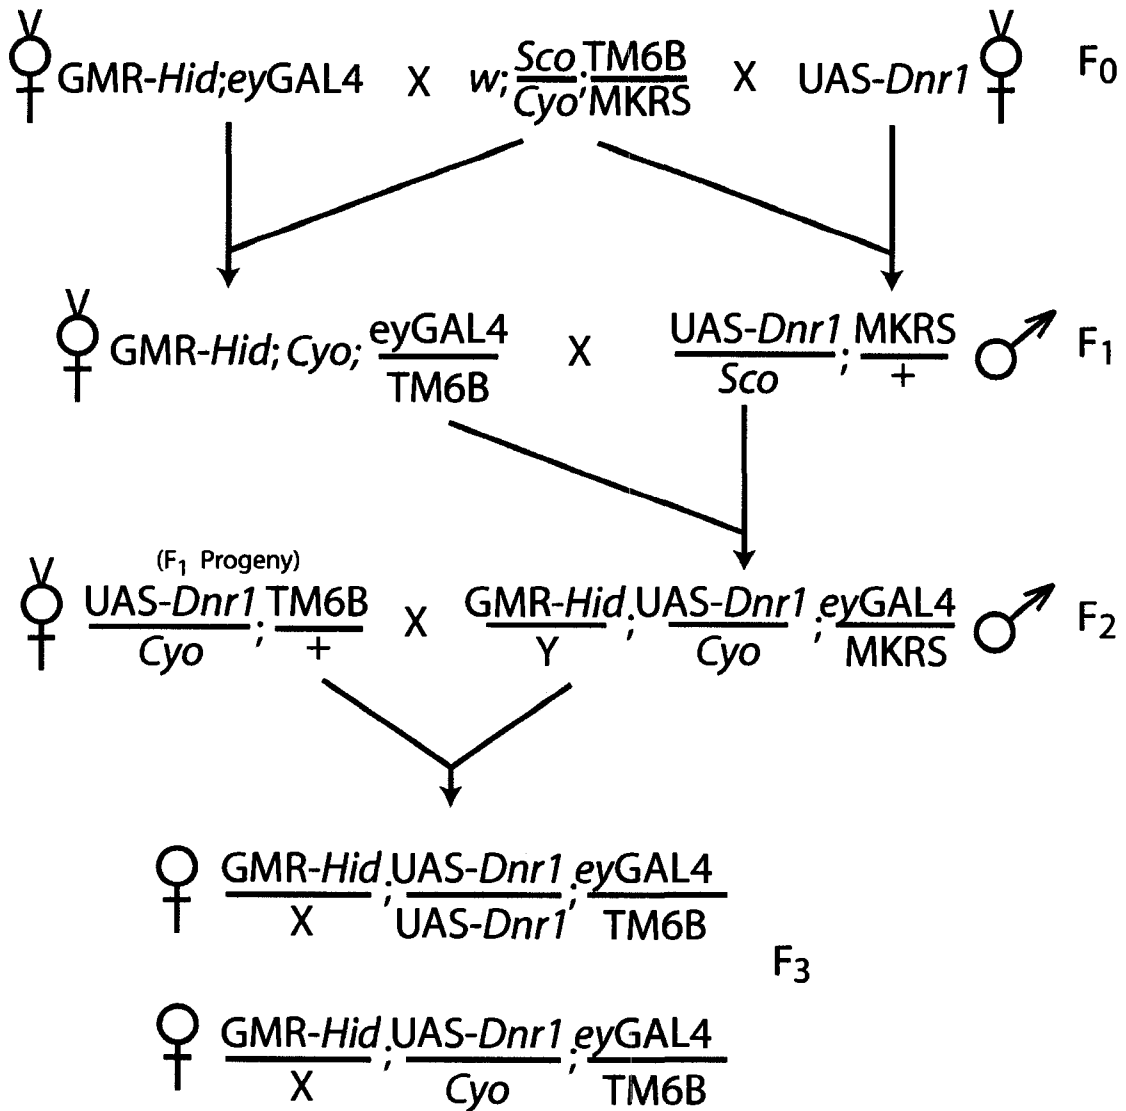 GMR-Hid;eyGAL4 X w; Sco/Cyo; TM6B/MKRS X UAS-Dnr1 F0
GMR-Hid; Cyo; eyGAL4/TM6B X UAS-Dnr1/Sco; MKRS/+ F1
(F1 Progeny)
UAS-Dnr1/Cyo; TM6B/+ X GMR-Hid/Y; UAS-Dnr1/Cyo; eyGAL4/MKRS F2
GMR-Hid/X; UAS-Dnr1/UAS-Dnr1; eyGAL4/TM6B
F3
GMR-Hid/X; UAS-Dnr1/Cyo; eyGAL4/TM6B